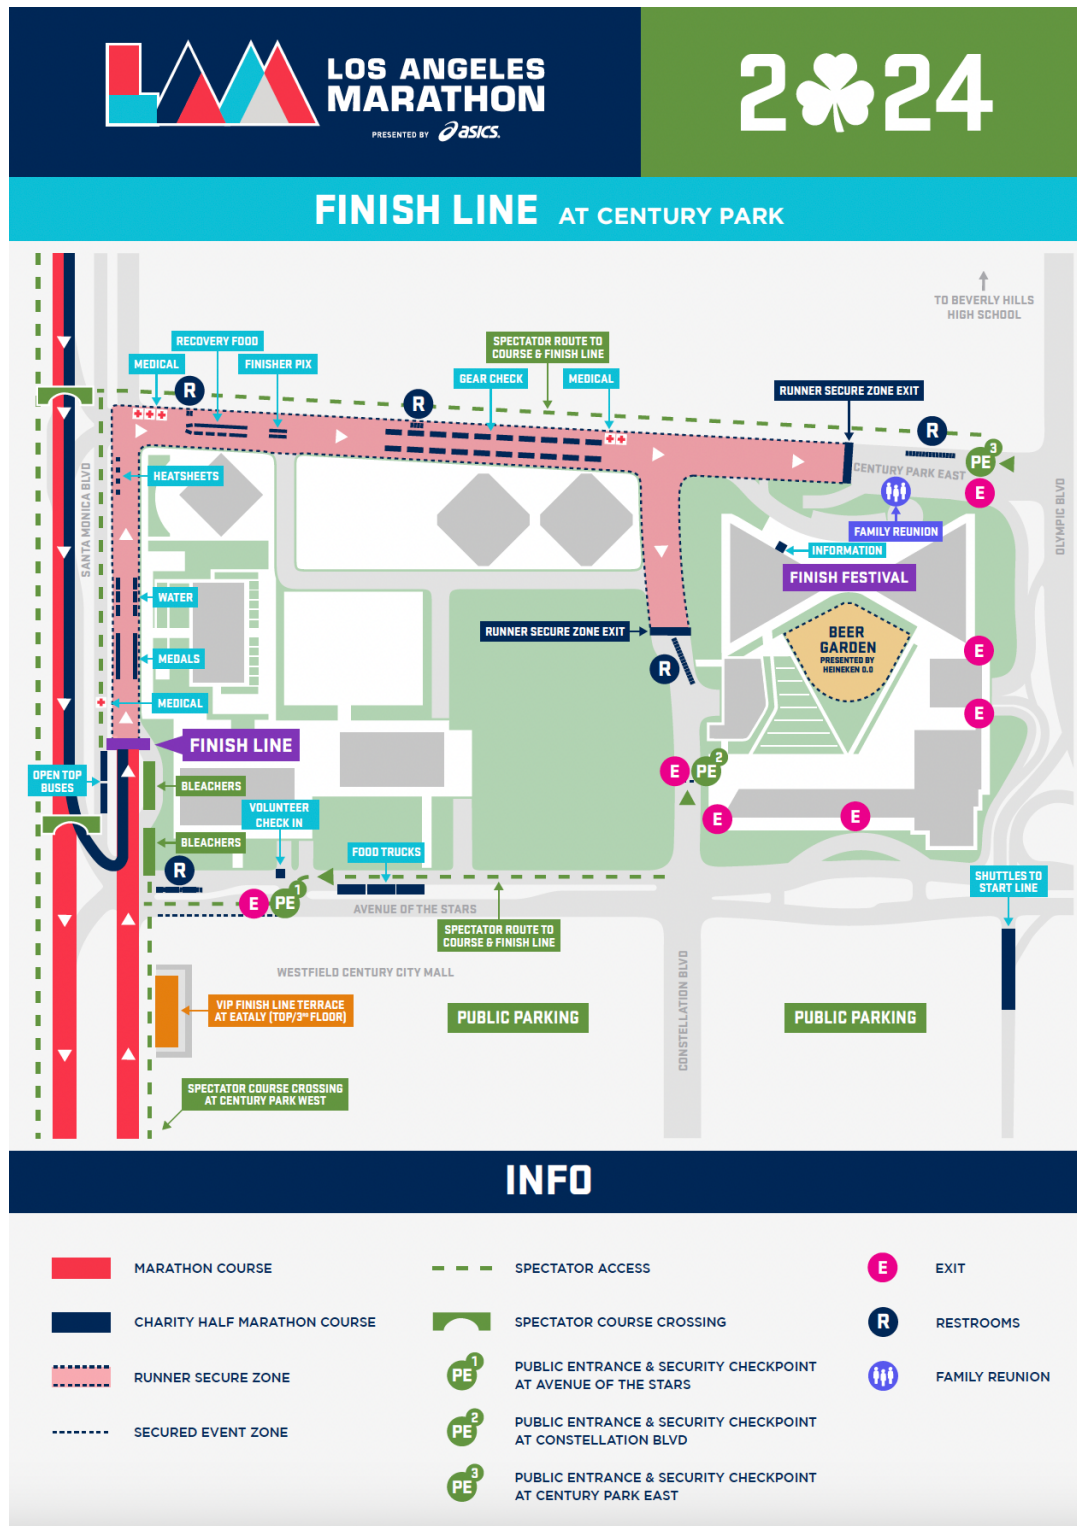 LOS ANGELES
MARATHON
PRESENTED BY asics.
2024
FINISH LINE AT CENTURY PARK
TO BEVERLY HILLS
HIGH SCHOOL
RECOVERY FOOD
SPECTATOR ROUTE TO
COURSE & FINISH LINE
MEDICAL
FINISHER PIX
GEAR CHECK
MEDICAL
RUNNER SECURE ZONE EXIT
R
R
R
PE 3
CENTURY PARK EAST
SANTA MONICA BLVD
HEATSHEETS
E
OLYMPIC BLVD
FAMILY REUNION
INFORMATION
FINISH FESTIVAL
WATER
RUNNER SECURE ZONE EXIT
BEER
GARDEN
PRESENTED BY
HEINEKEN 0.0
MEDALS
E
R
MEDICAL
E
FINISH LINE
OPEN TOP
BUSES
E
PE 2
BLEACHERS
VOLUNTEER
CHECK IN
E
E
BLEACHERS
FOOD TRUCKS
R
SHUTTLES TO
START LINE
E
PE 1
AVENUE OF THE STARS
SPECTATOR ROUTE TO
COURSE & FINISH LINE
WESTFIELD CENTURY CITY MALL
CONSTELLATION BLVD
VIP FINISH LINE TERRACE
AT EATALY (TOP/3RD FLOOR)
PUBLIC PARKING
PUBLIC PARKING
SPECTATOR COURSE CROSSING
AT CENTURY PARK WEST
INFO
MARATHON COURSE
CHARITY HALF MARATHON COURSE
RUNNER SECURE ZONE
SECURED EVENT ZONE
SPECTATOR ACCESS
SPECTATOR COURSE CROSSING
PE 1
PUBLIC ENTRANCE & SECURITY CHECKPOINT
AT AVENUE OF THE STARS
PE 2
PUBLIC ENTRANCE & SECURITY CHECKPOINT
AT CONSTELLATION BLVD
PE 3
PUBLIC ENTRANCE & SECURITY CHECKPOINT
AT CENTURY PARK EAST
E EXIT
R RESTROOMS
FAMILY REUNION